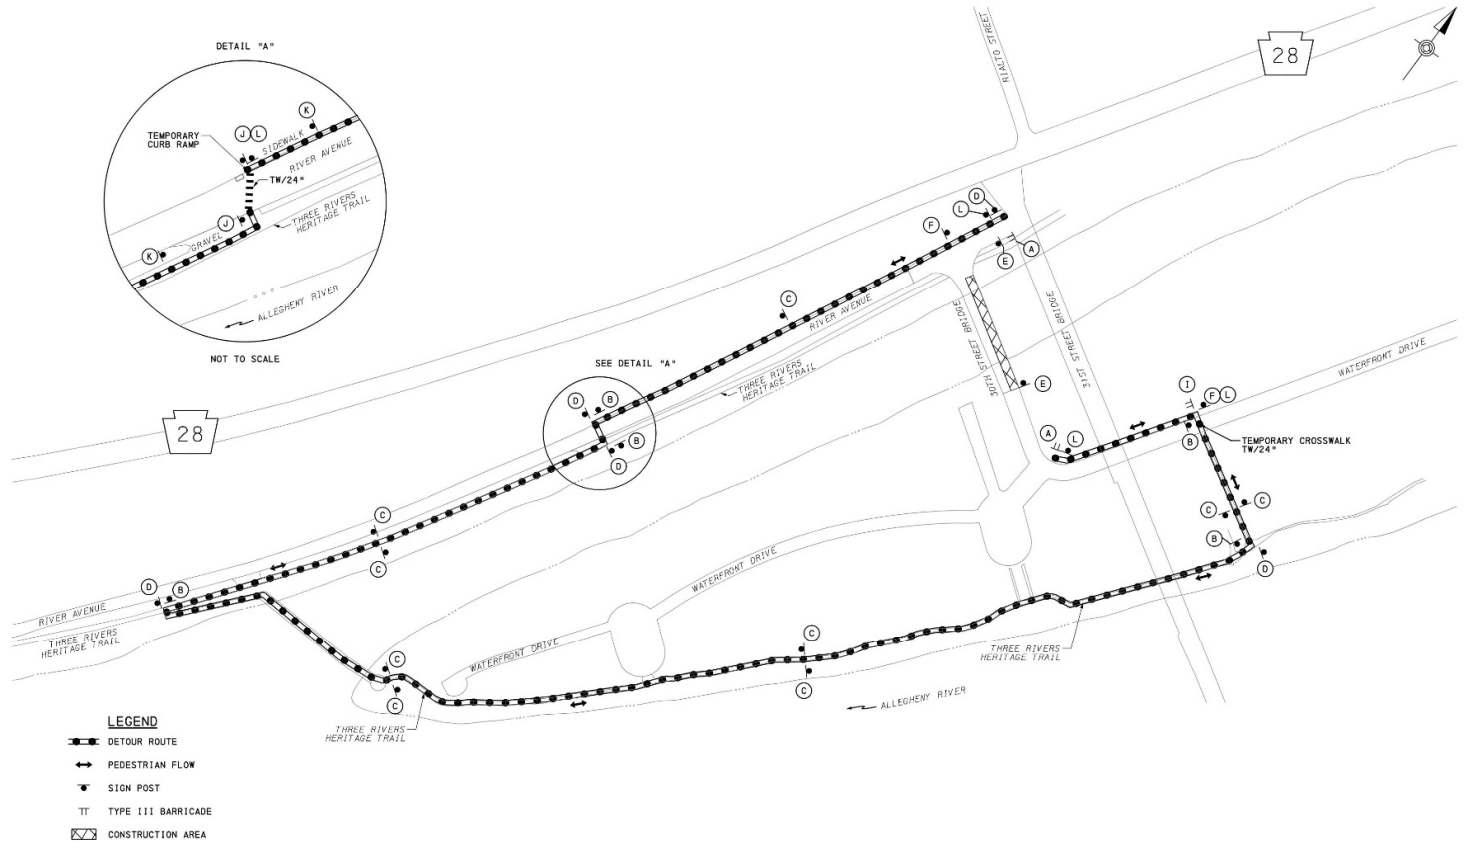 DETAIL "A"
K
J L
TEMPORARY
CURB RAMP
SIDEWALK
RIVER AVENUE
TW/24"
J
THREE RIVERS
HERITAGE TRAIL
K
GRAVEL
ALLEGHENY RIVER
NOT TO SCALE
RIALTO STREET
28
D
L
F
A
E
C
RIVER AVENUE
30TH STREET BRIDGE
31ST STREET BRIDGE
SEE DETAIL "A"
THREE RIVERS
HERITAGE TRAIL
E
WATERFRONT DRIVE
I
F L
D
B
28
B
D
A
L
B
TEMPORARY CROSSWALK
TW/24"
C
C
C
C
B
D
WATERFRONT DRIVE
D
B
RIVER AVENUE
THREE RIVERS
HERITAGE TRAIL
WATERFRONT DRIVE
C
C
C
C
THREE RIVERS
HERITAGE TRAIL
ALLEGHENY RIVER
THREE RIVERS
HERITAGE TRAIL
LEGEND
DETOUR ROUTE
PEDESTRIAN FLOW
SIGN POST
TYPE III BARRICADE
CONSTRUCTION AREA